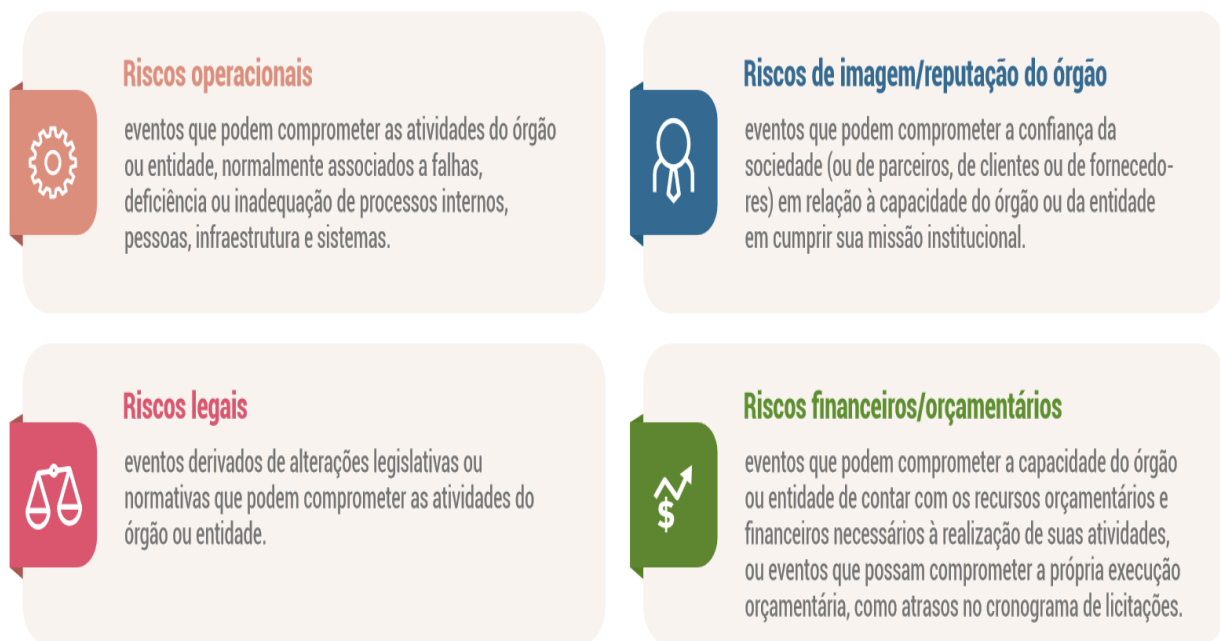 Riscos operacionais
eventos que podem comprometer as atividades do órgão
ou entidade, normalmente associados a falhas,
deficiência ou inadequação de processos internos,
pessoas, infraestrutura e sistemas.
Riscos de imagem/reputação do órgão
eventos que podem comprometer a confiança da
sociedade (ou de parceiros, de clientes ou de fornecedo-
res) em relação à capacidade do órgão ou da entidade
em cumprir sua missão institucional.
Riscos legais
eventos derivados de alterações legislativas ou
normativas que podem comprometer as atividades do
órgão ou entidade.
Riscos financeiros/orçamentários
eventos que podem comprometer a capacidade do órgão
ou entidade de contar com os recursos orçamentários e
financeiros necessários à realização de suas atividades,
ou eventos que possam comprometer a própria execução
orçamentária, como atrasos no cronograma de licitações.